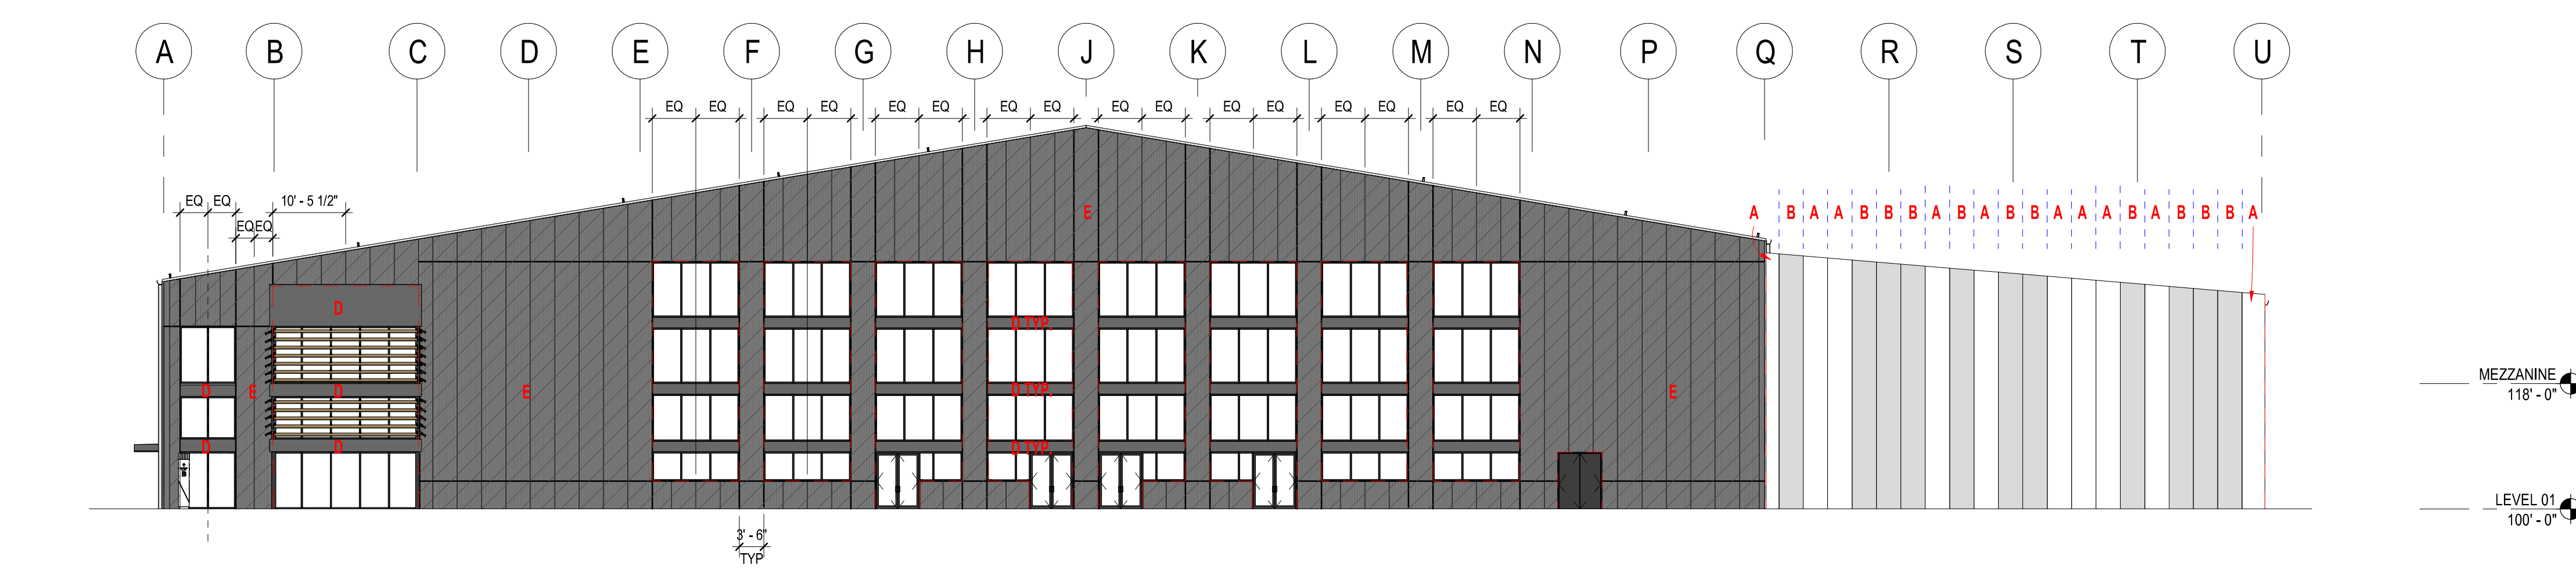 A B C D E F G H J K L M N P Q R S T U
EQ EQ EQ EQ EQ EQ EQ EQ EQ EQ EQ EQ EQ EQ EQ EQ
EQ EQ 10' - 5 1/2"
A B A A B B B A B A B B A A A B A B B B A
E
EQ EQ
D
D TYP.
MEZZANINE
118' - 0"
D E D E D TYP. E
D D D TYP.
LEVEL 01
100' - 0"
3' - 6"
TYP